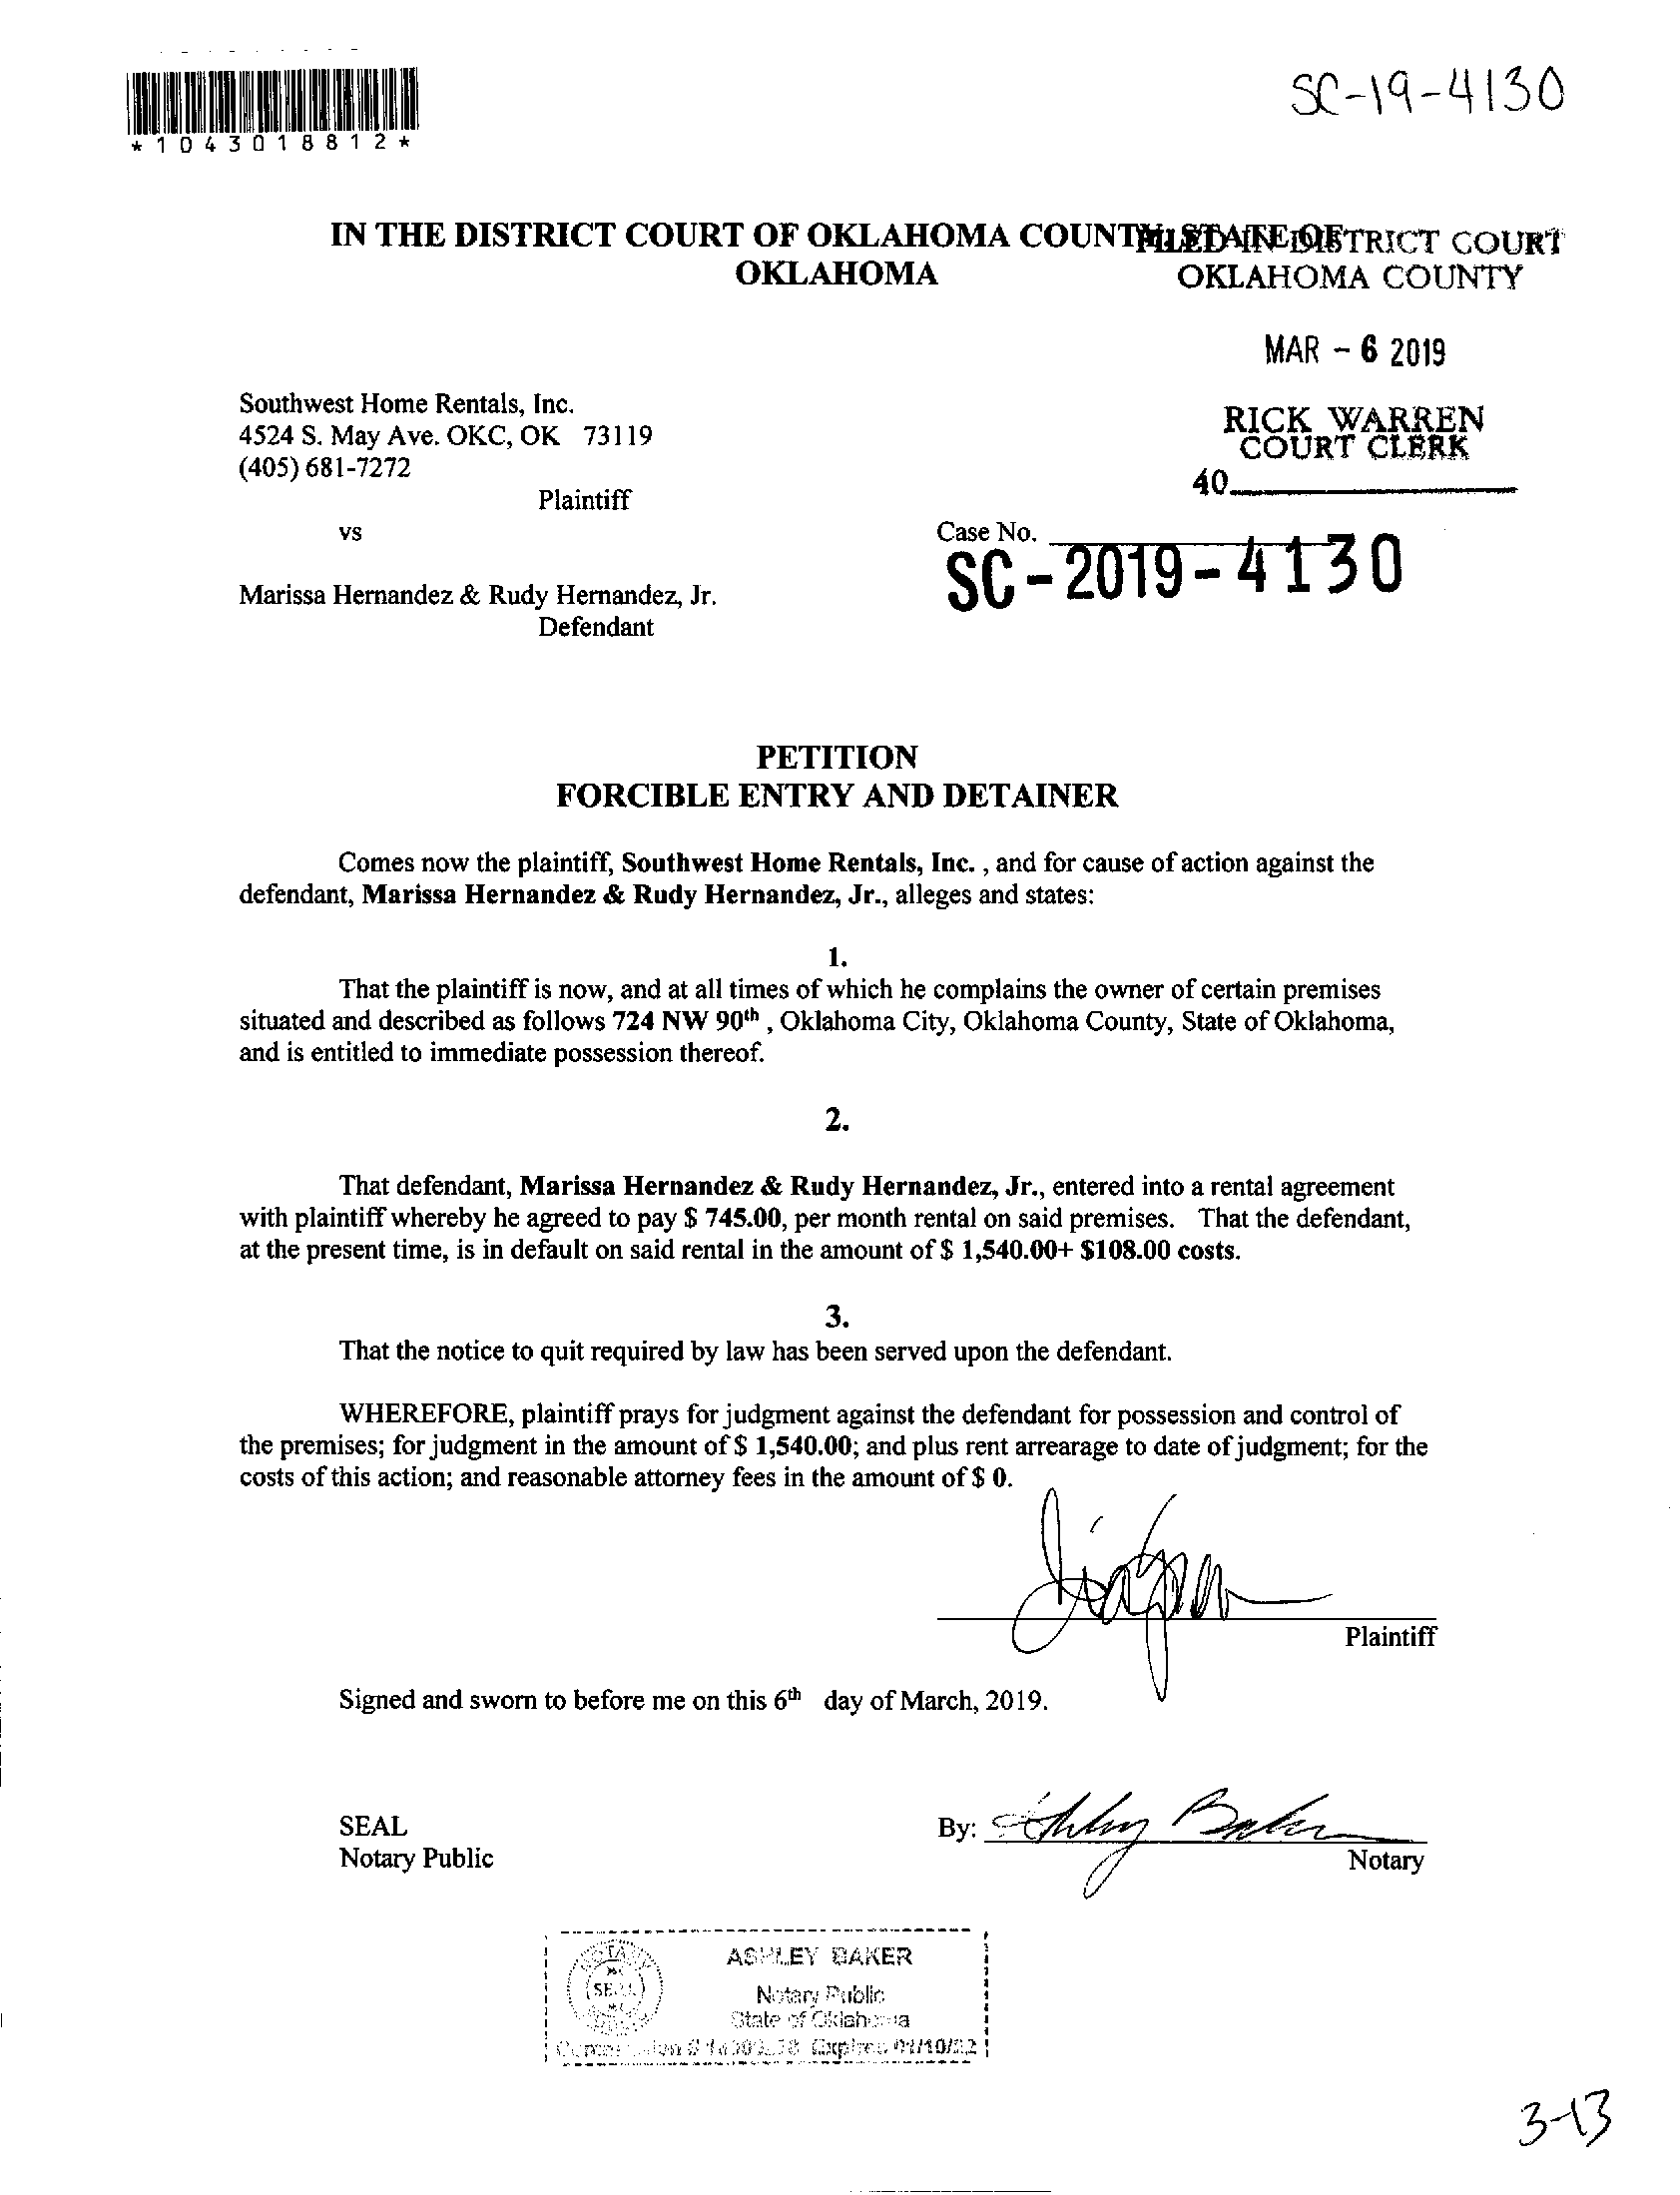 SC-19-4130
*1043018812*
IN THE DISTRICT COURT OF OKLAHOMA COUNTY, STATE OF
OKLAHOMA
FILED IN DISTRICT COURT
OKLAHOMA COUNTY
MAR - 6 2019
RICK WARREN
COURT CLERK
40
Southwest Home Rentals, Inc.
4524 S. May Ave. OKC, OK 73119
(405) 681-7272
Plaintiff
vs
Case No.
SC-2019-4130
Marissa Hernandez & Rudy Hernandez, Jr.
Defendant
PETITION
FORCIBLE ENTRY AND DETAINER
Comes now the plaintiff, Southwest Home Rentals, Inc. , and for cause of action against the
defendant, Marissa Hernandez & Rudy Hernandez, Jr., alleges and states:
1.
That the plaintiff is now, and at all times of which he complains the owner of certain premises
situated and described as follows 724 NW 90th , Oklahoma City, Oklahoma County, State of Oklahoma,
and is entitled to immediate possession thereof.
2.
That defendant, Marissa Hernandez & Rudy Hernandez, Jr., entered into a rental agreement
with plaintiff whereby he agreed to pay $ 745.00, per month rental on said premises. That the defendant,
at the present time, is in default on said rental in the amount of $ 1,540.00+ $108.00 costs.
3.
That the notice to quit required by law has been served upon the defendant.
WHEREFORE, plaintiff prays for judgment against the defendant for possession and control of
the premises; for judgment in the amount of $ 1,540.00; and plus rent arrearage to date of judgment; for the
costs of this action; and reasonable attorney fees in the amount of $ 0.
Plaintiff
Signed and sworn to before me on this 6th day of March, 2019.
SEAL
Notary Public
By: Ashley Baker
Notary
ASHLEY BAKER
Notary Public
State of Oklahoma
SEAL
Commission # Expires
3-13